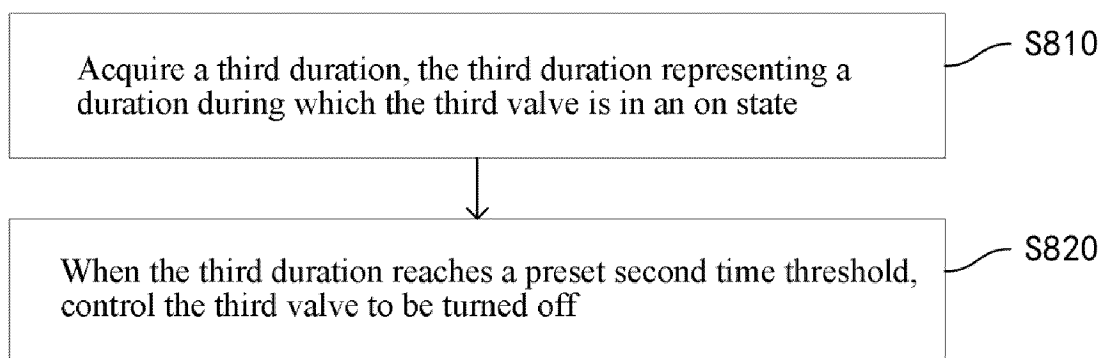 Acquire a third duration, the third duration representing a
duration during which the third valve is in an on state
S810
When the third duration reaches a preset second time threshold,
control the third valve to be turned off
S820